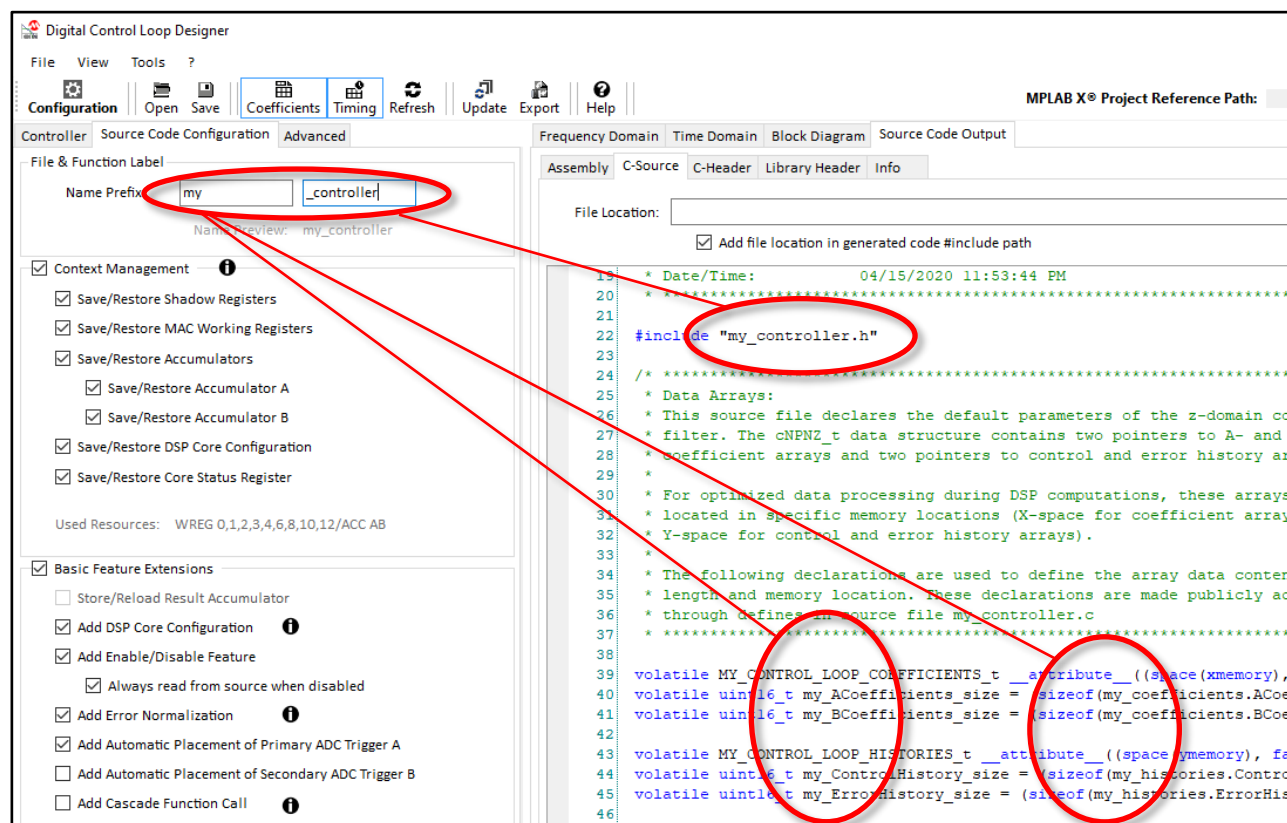 Digital Control Loop Designer
File View Tools ?
Configuration Open Save Coefficients Timing Refresh Update Export Help
MPLAB X® Project Reference Path:
Controller Source Code Configuration Advanced
File & Function Label
Name Prefix my _controller
Name Preview: my_controller
Context Management
Save/Restore Shadow Registers
Save/Restore MAC Working Registers
Save/Restore Accumulators
Save/Restore Accumulator A
Save/Restore Accumulator B
Save/Restore DSP Core Configuration
Save/Restore Core Status Register
Used Resources: WREG 0,1,2,3,4,6,8,10,12/ACC AB
Basic Feature Extensions
Store/Reload Result Accumulator
Add DSP Core Configuration
Add Enable/Disable Feature
Always read from source when disabled
Add Error Normalization
Add Automatic Placement of Primary ADC Trigger A
Add Automatic Placement of Secondary ADC Trigger B
Add Cascade Function Call
Frequency Domain Time Domain Block Diagram Source Code Output
Assembly C-Source C-Header Library Header Info
File Location:
Add file location in generated code #include path
19 * Date/Time: 04/15/2020 11:53:44 PM
20 * *****************************************************************
21
22 #include "my_controller.h"
23
24 /* *****************************************************************
25 * Data Arrays:
26 * This source file declares the default parameters of the z-domain co
27 * filter. The cNPNZ_t data structure contains two pointers to A- and
28 * coefficient arrays and two pointers to control and error history ar
29 *
30 * For optimized data processing during DSP computations, these arrays
31 * located in specific memory locations (X-space for coefficient array
32 * Y-space for control and error history arrays).
33 *
34 * The following declarations are used to define the array data conten
35 * length and memory location. These declarations are made publicly ac
36 * through defines in source file my_controller.c
37 * *****************************************************************
38
39 volatile MY_CONTROL_LOOP_COEFFICIENTS_t __attribute__((space(xmemory),
40 volatile uint16_t my_ACoefficients_size = (sizeof(my_coefficients.ACoe
41 volatile uint16_t my_BCoefficients_size = (sizeof(my_coefficients.BCoe
42
43 volatile MY_CONTROL_LOOP_HISTORIES_t __attribute__((space(ymemory), fa
44 volatile uint16_t my_ControlHistory_size = (sizeof(my_histories.Contro
45 volatile uint16_t my_ErrorHistory_size = (sizeof(my_histories.ErrorHis
46